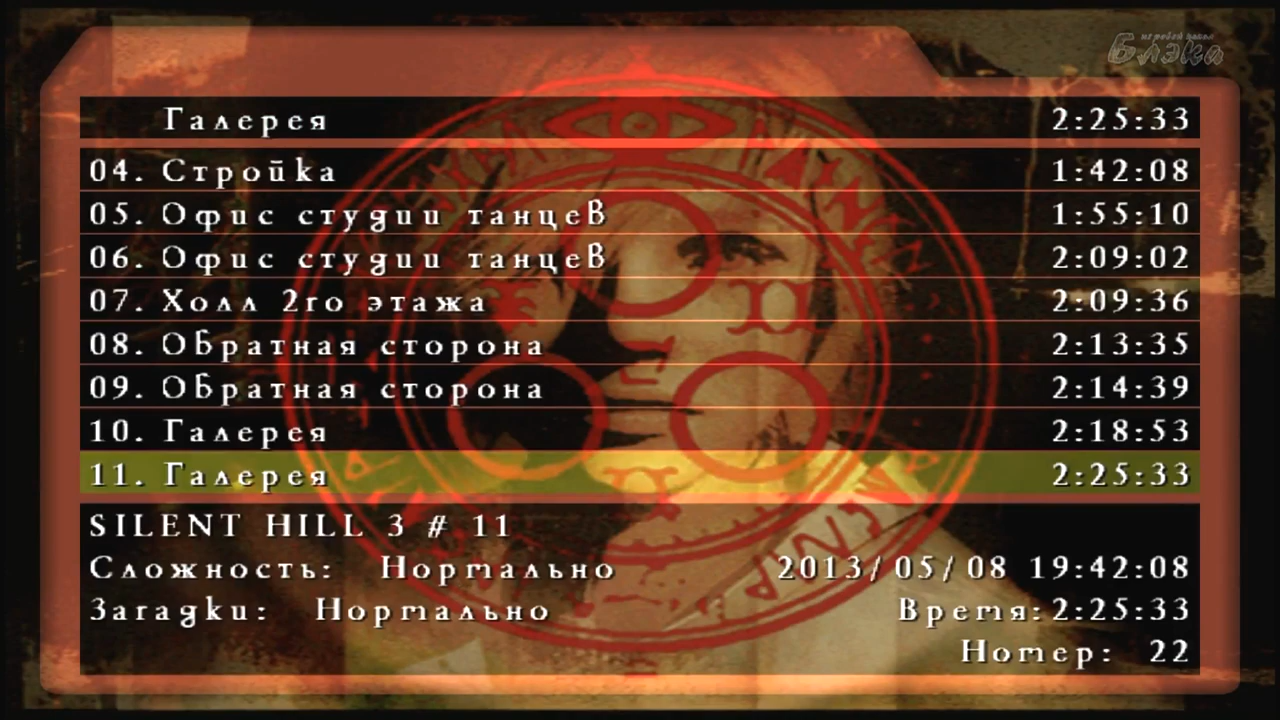 игровой канал
Блэка
Галерея 2:25:33
04. Стройка 1:42:08
05. Офис студии танцев 1:55:10
06. Офис студии танцев 2:09:02
07. Холл 2го этажа 2:09:36
08. Обратная сторона 2:13:35
09. Обратная сторона 2:14:39
10. Галерея 2:18:53
11. Галерея 2:25:33
SILENT HILL 3 # 11
Сложность: Нормально 2013/05/08 19:42:08
Загадки: Нормально Время:2:25:33
Номер: 22